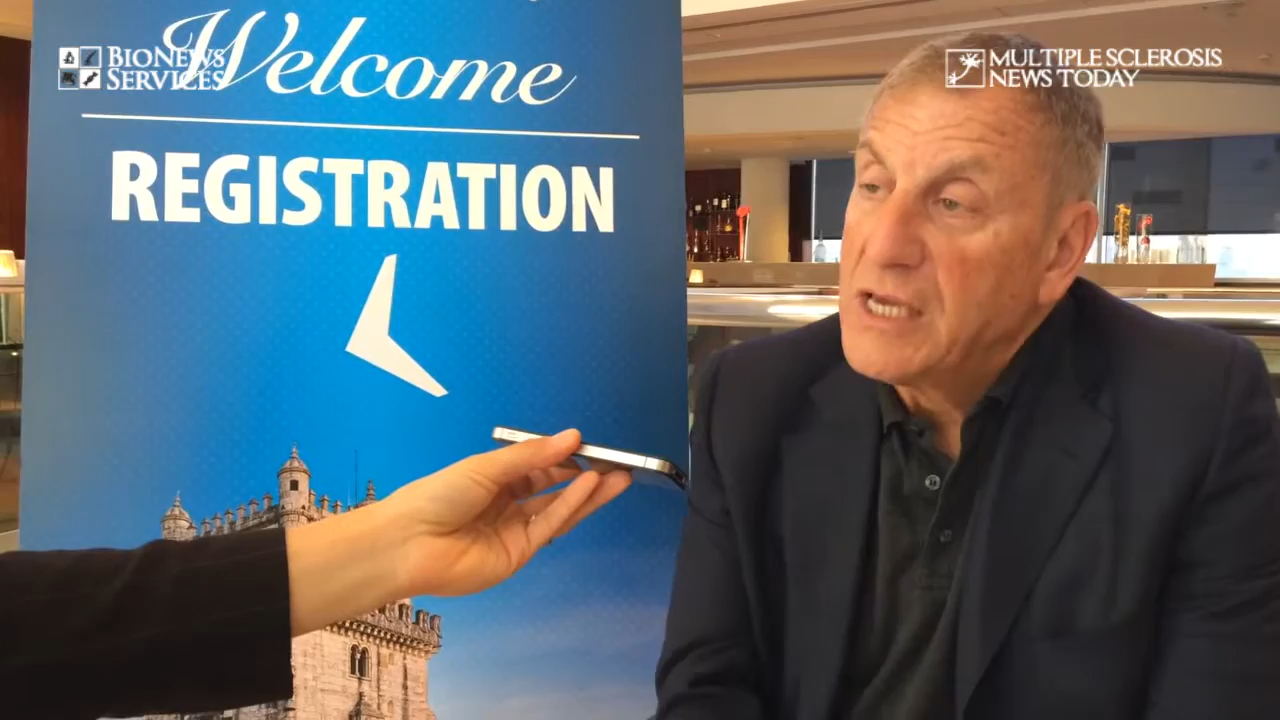 Welcome
REGISTRATION
BIONEWS
SERVICES
MULTIPLE SCLEROSIS
NEWS TODAY